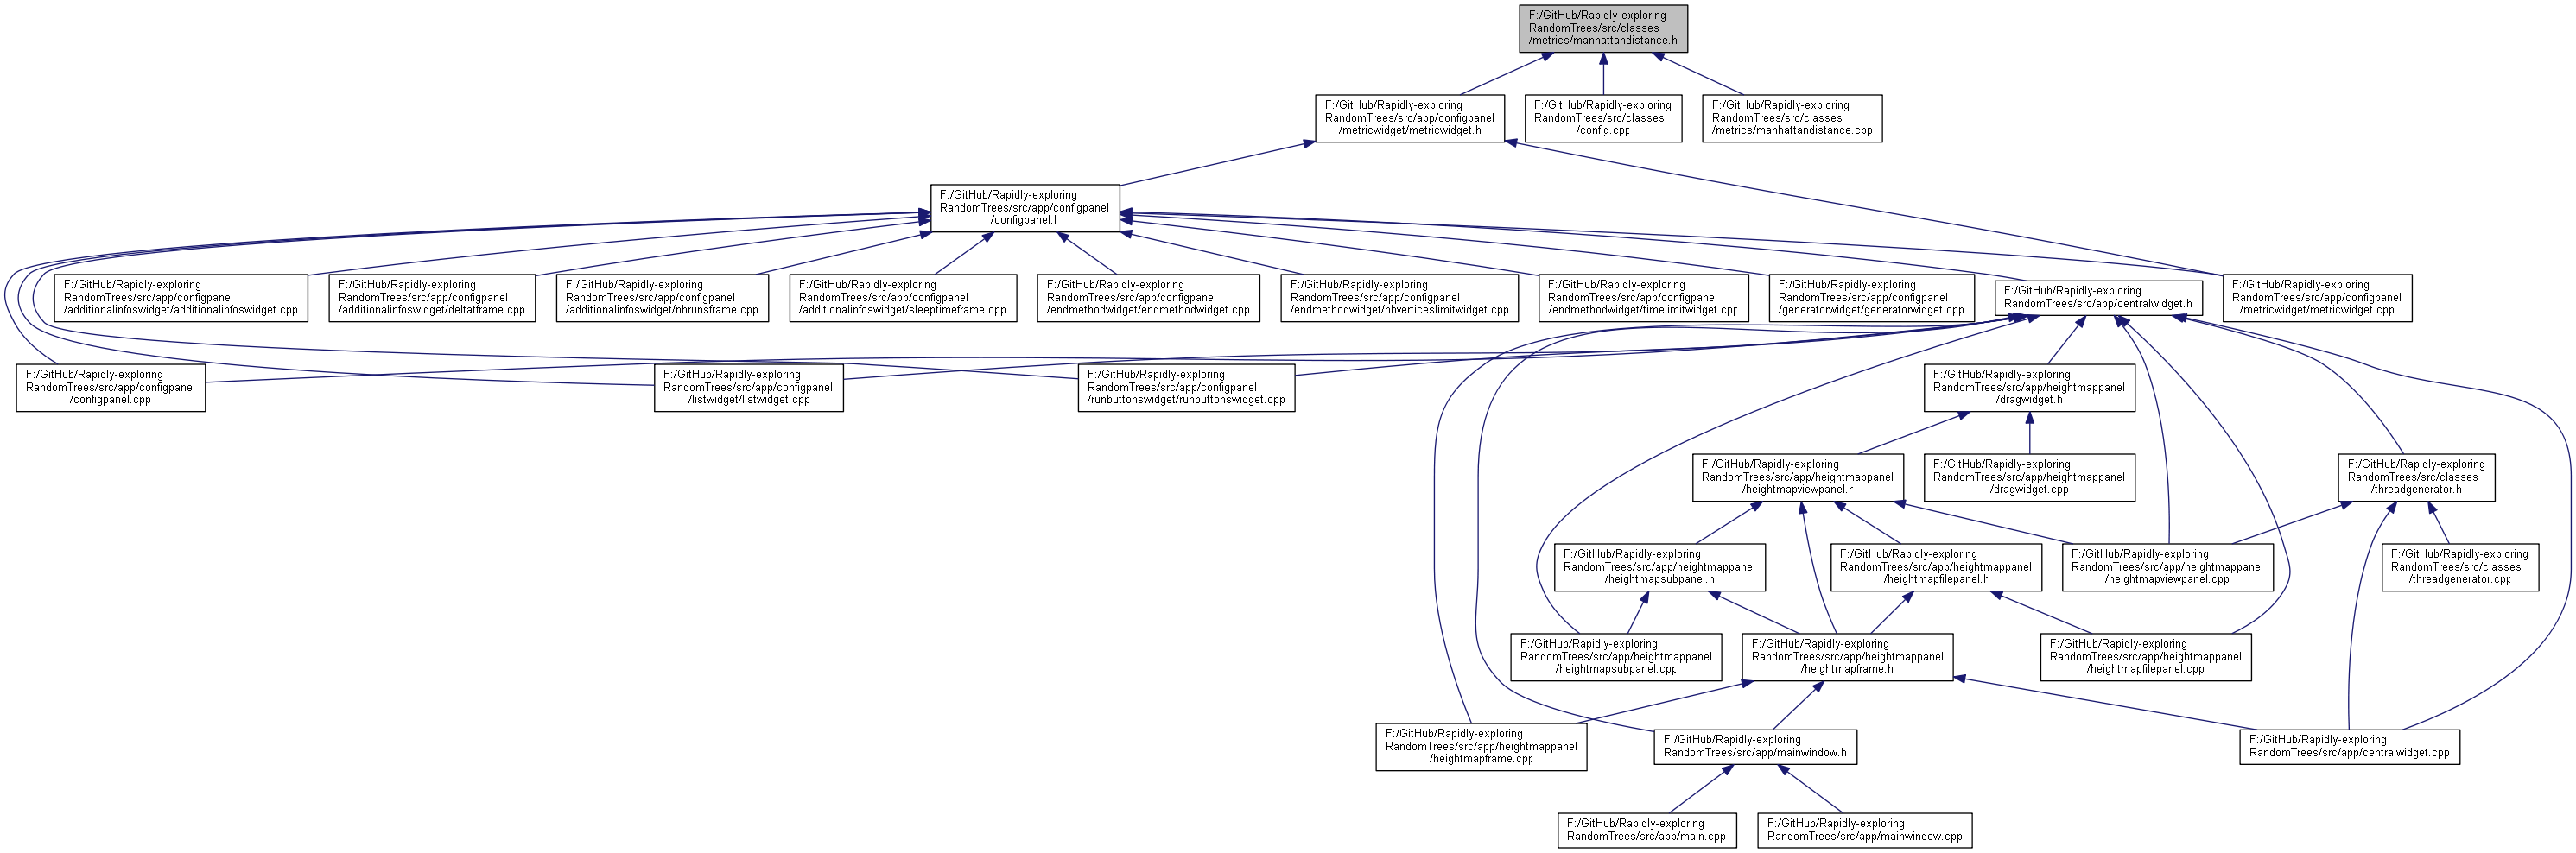 F:/GitHub/Rapidly-exploring
RandomTrees/src/classes
/metrics/manhattandistance.h
F:/GitHub/Rapidly-exploring
RandomTrees/src/app/configpanel
/metricwidget/metricwidget.h
F:/GitHub/Rapidly-exploring
RandomTrees/src/classes
/config.cpp
F:/GitHub/Rapidly-exploring
RandomTrees/src/classes
/metrics/manhattandistance.cpp
F:/GitHub/Rapidly-exploring
RandomTrees/src/app/configpanel
/configpanel.h
F:/GitHub/Rapidly-exploring
RandomTrees/src/app/configpanel
/additionalinfoswidget/additionalinfoswidget.cpp
F:/GitHub/Rapidly-exploring
RandomTrees/src/app/configpanel
/additionalinfoswidget/deltaframe.cpp
F:/GitHub/Rapidly-exploring
RandomTrees/src/app/configpanel
/additionalinfoswidget/nbrunsframe.cpp
F:/GitHub/Rapidly-exploring
RandomTrees/src/app/configpanel
/additionalinfoswidget/sleeptimeframe.cpp
F:/GitHub/Rapidly-exploring
RandomTrees/src/app/configpanel
/endmethodwidget/endmethodwidget.cpp
F:/GitHub/Rapidly-exploring
RandomTrees/src/app/configpanel
/endmethodwidget/nbverticeslimitwidget.cpp
F:/GitHub/Rapidly-exploring
RandomTrees/src/app/configpanel
/endmethodwidget/timelimitwidget.cpp
F:/GitHub/Rapidly-exploring
RandomTrees/src/app/configpanel
/generatorwidget/generatorwidget.cpp
F:/GitHub/Rapidly-exploring
RandomTrees/src/app/centralwidget.h
F:/GitHub/Rapidly-exploring
RandomTrees/src/app/configpanel
/metricwidget/metricwidget.cpp
F:/GitHub/Rapidly-exploring
RandomTrees/src/app/configpanel
/configpanel.cpp
F:/GitHub/Rapidly-exploring
RandomTrees/src/app/configpanel
/listwidget/listwidget.cpp
F:/GitHub/Rapidly-exploring
RandomTrees/src/app/configpanel
/runbuttonswidget/runbuttonswidget.cpp
F:/GitHub/Rapidly-exploring
RandomTrees/src/app/heightmappanel
/dragwidget.h
F:/GitHub/Rapidly-exploring
RandomTrees/src/app/heightmappanel
/heightmapviewpanel.h
F:/GitHub/Rapidly-exploring
RandomTrees/src/app/heightmappanel
/dragwidget.cpp
F:/GitHub/Rapidly-exploring
RandomTrees/src/classes
/threadgenerator.h
F:/GitHub/Rapidly-exploring
RandomTrees/src/app/heightmappanel
/heightmapsubpanel.h
F:/GitHub/Rapidly-exploring
RandomTrees/src/app/heightmappanel
/heightmapfilepanel.h
F:/GitHub/Rapidly-exploring
RandomTrees/src/app/heightmappanel
/heightmapviewpanel.cpp
F:/GitHub/Rapidly-exploring
RandomTrees/src/classes
/threadgenerator.cpp
F:/GitHub/Rapidly-exploring
RandomTrees/src/app/heightmappanel
/heightmapsubpanel.cpp
F:/GitHub/Rapidly-exploring
RandomTrees/src/app/heightmappanel
/heightmapframe.h
F:/GitHub/Rapidly-exploring
RandomTrees/src/app/heightmappanel
/heightmapfilepanel.cpp
F:/GitHub/Rapidly-exploring
RandomTrees/src/app/heightmappanel
/heightmapframe.cpp
F:/GitHub/Rapidly-exploring
RandomTrees/src/app/mainwindow.h
F:/GitHub/Rapidly-exploring
RandomTrees/src/app/centralwidget.cpp
F:/GitHub/Rapidly-exploring
RandomTrees/src/app/main.cpp
F:/GitHub/Rapidly-exploring
RandomTrees/src/app/mainwindow.cpp